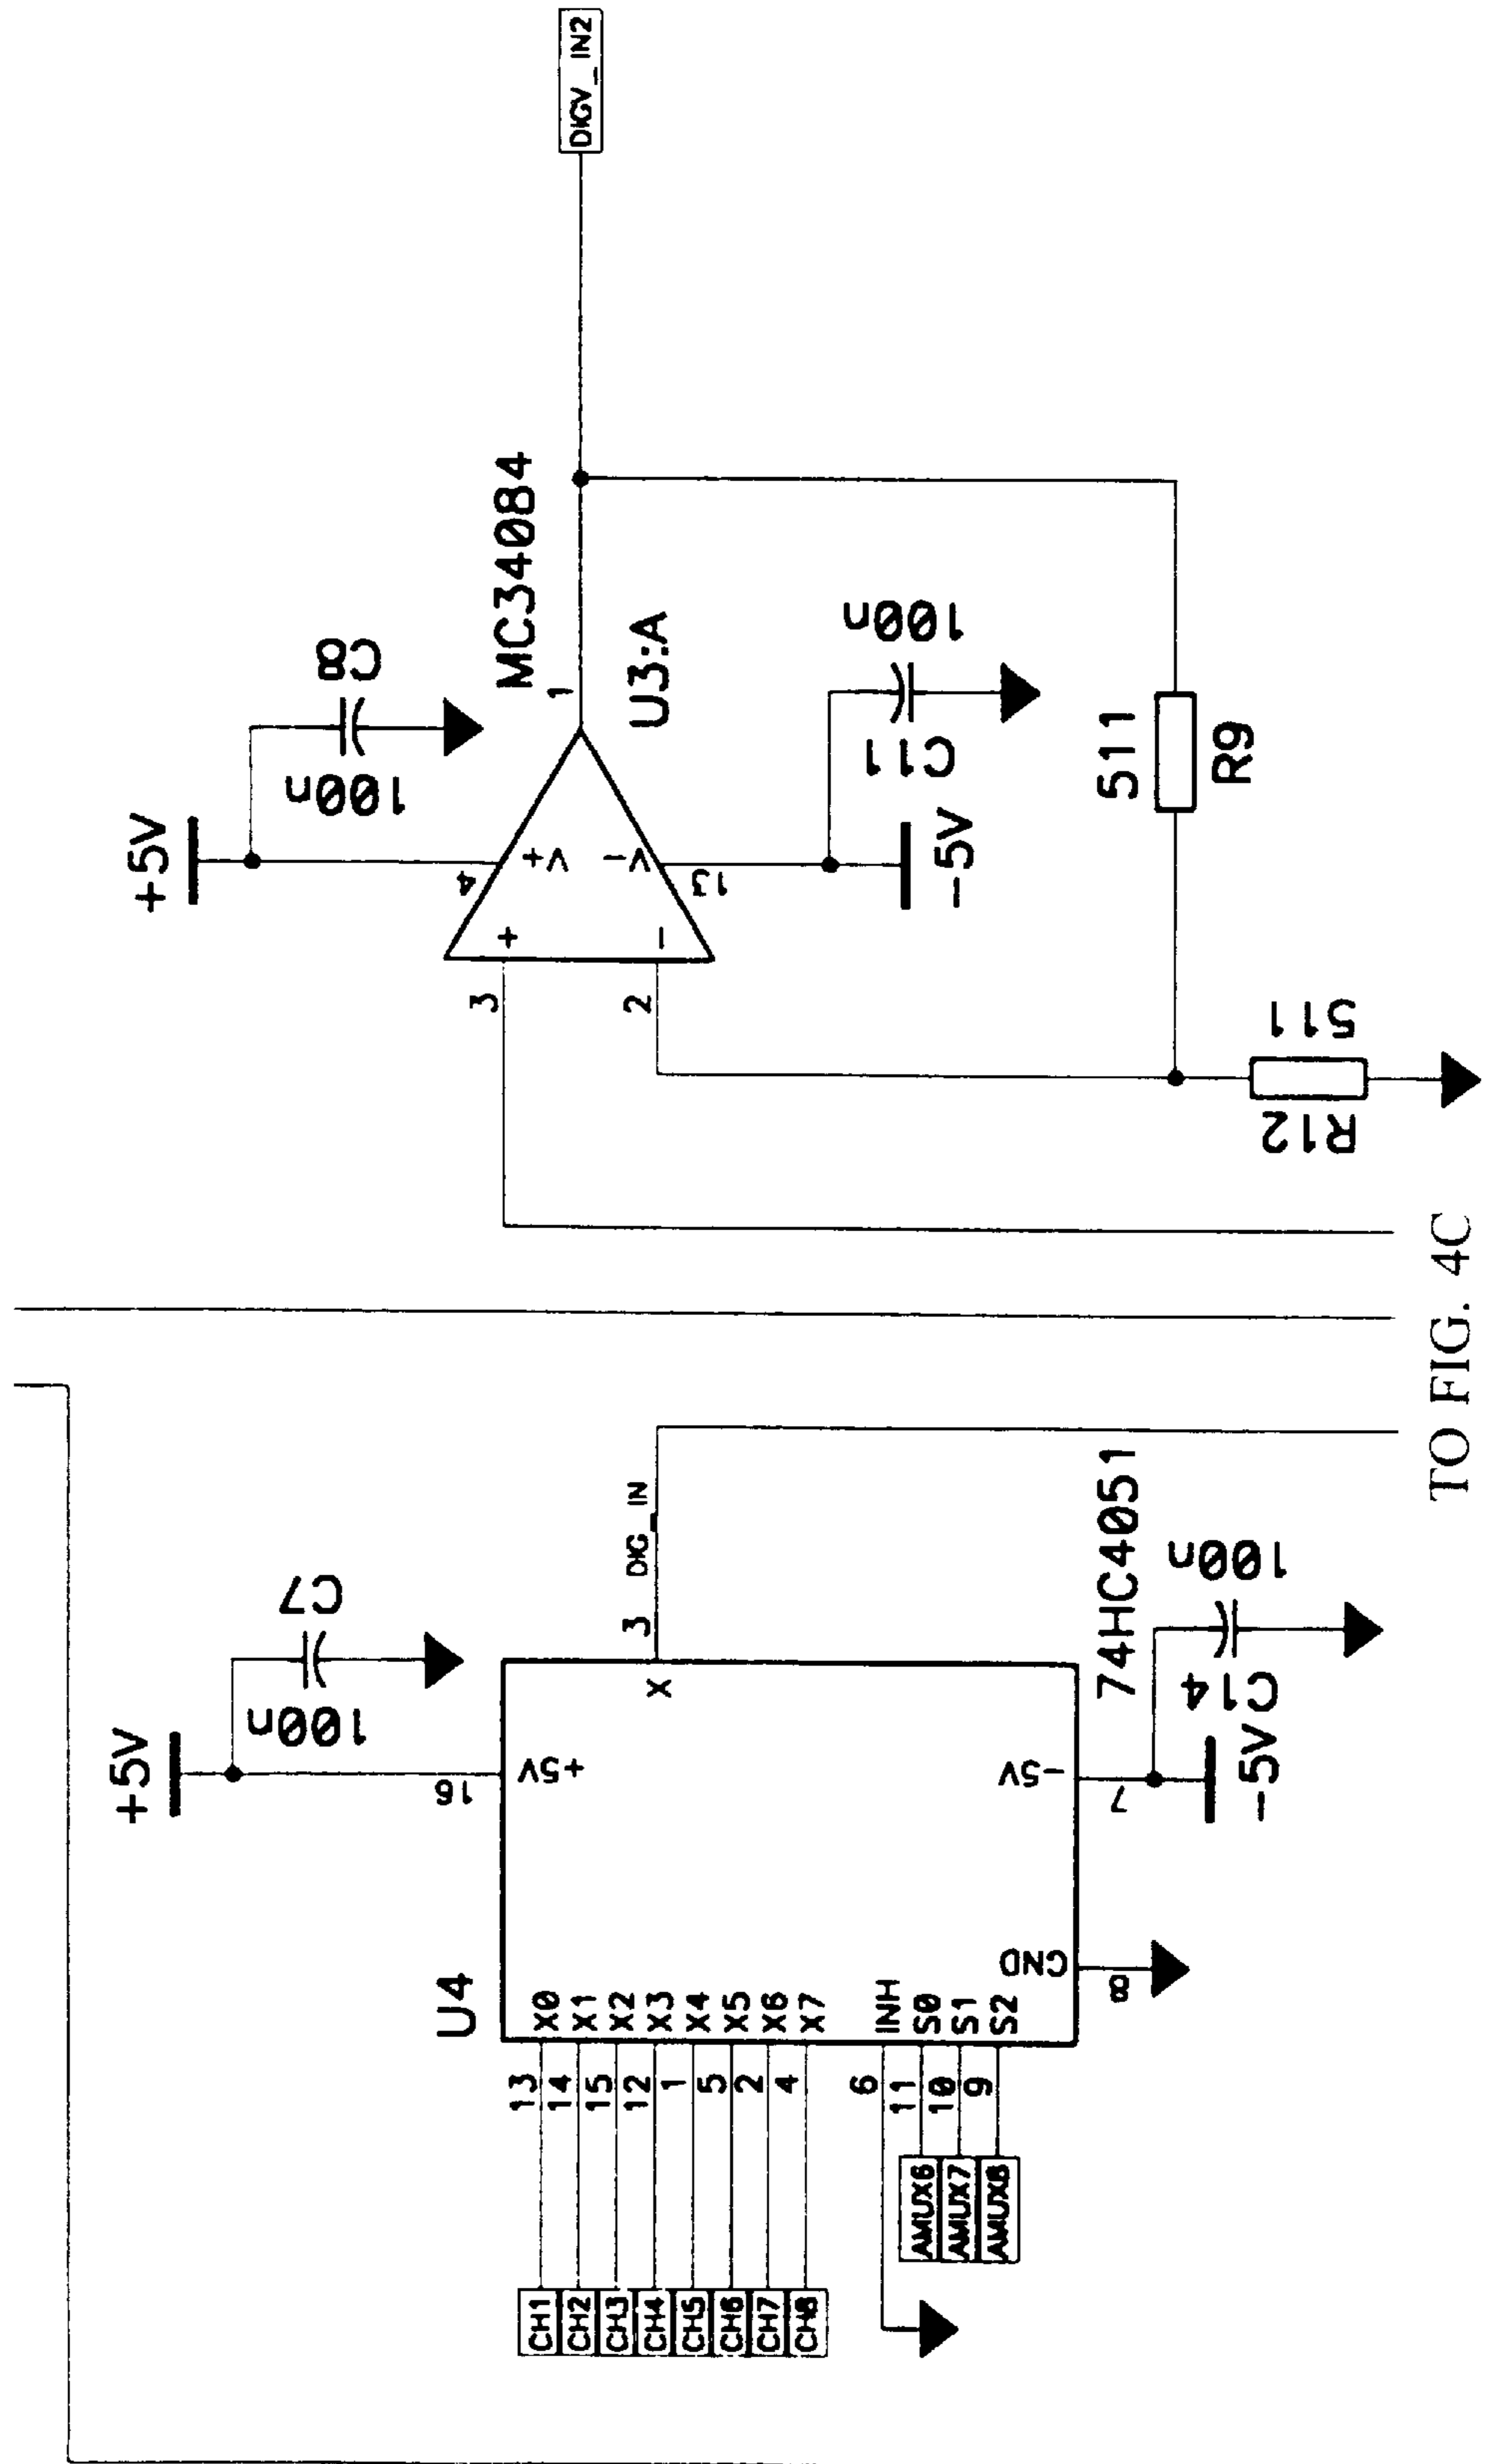 DIGV_IN2
MC34084
U3:A
1
+5V
C8
100n
4
V+
V-
13
+
-
3
2
100n
C11
-5V
511
R9
511
R12
TO FIG. 4C
+5V
C7
100n
16
+5V
X
3
DIG_IN
74HC4051
100n
C14
-5V
7
-5V
GND
8
U4
X0
X1
X2
X3
X4
X5
X6
X7
INH
S0
S1
S2
13
14
15
12
1
5
2
4
6
11
10
9
CH1
CH2
CH3
CH4
CH5
CH6
CH7
CH8
AMUX6
AMUX7
AMUX8